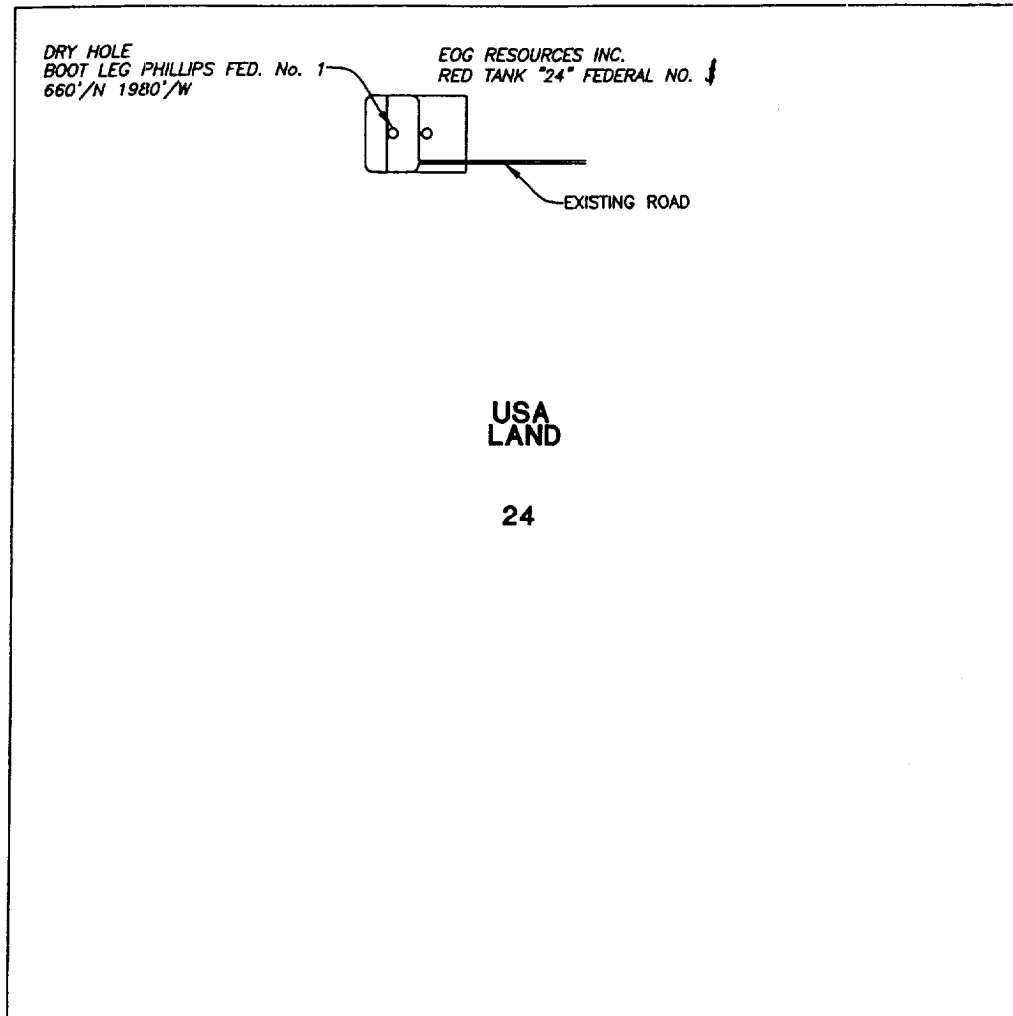 DRY HOLE
BOOT LEG PHILLIPS FED. No. 1
660'/N 1980'/W
EOG RESOURCES INC.
RED TANK "24" FEDERAL NO.
EXISTING ROAD
USA
LAND
24